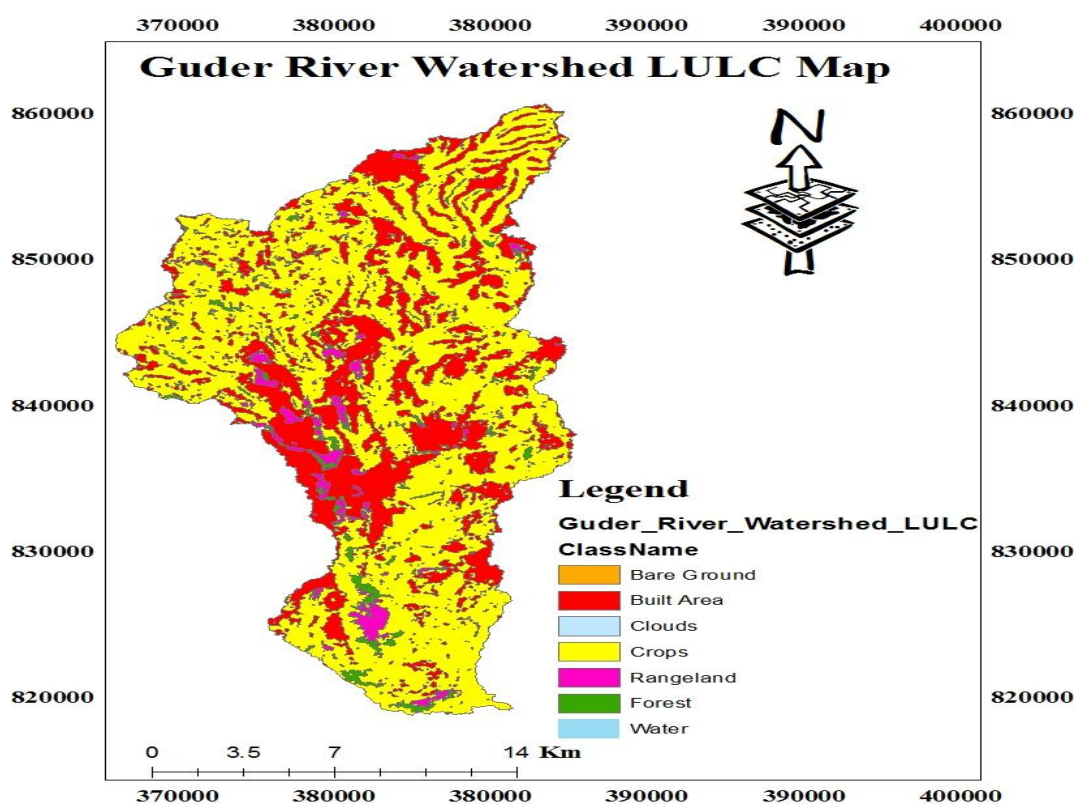 370000 380000 380000 390000 390000 400000
Guder River Watershed LULC Map
N
860000 860000
850000 850000
840000 840000
830000 830000
820000 820000
Legend
Guder_River_Watershed_LULC
ClassName
Bare Ground
Built Area
Clouds
Crops
Rangeland
Forest
Water
0 3.5 7 14 Km
370000 380000 380000 390000 390000 400000